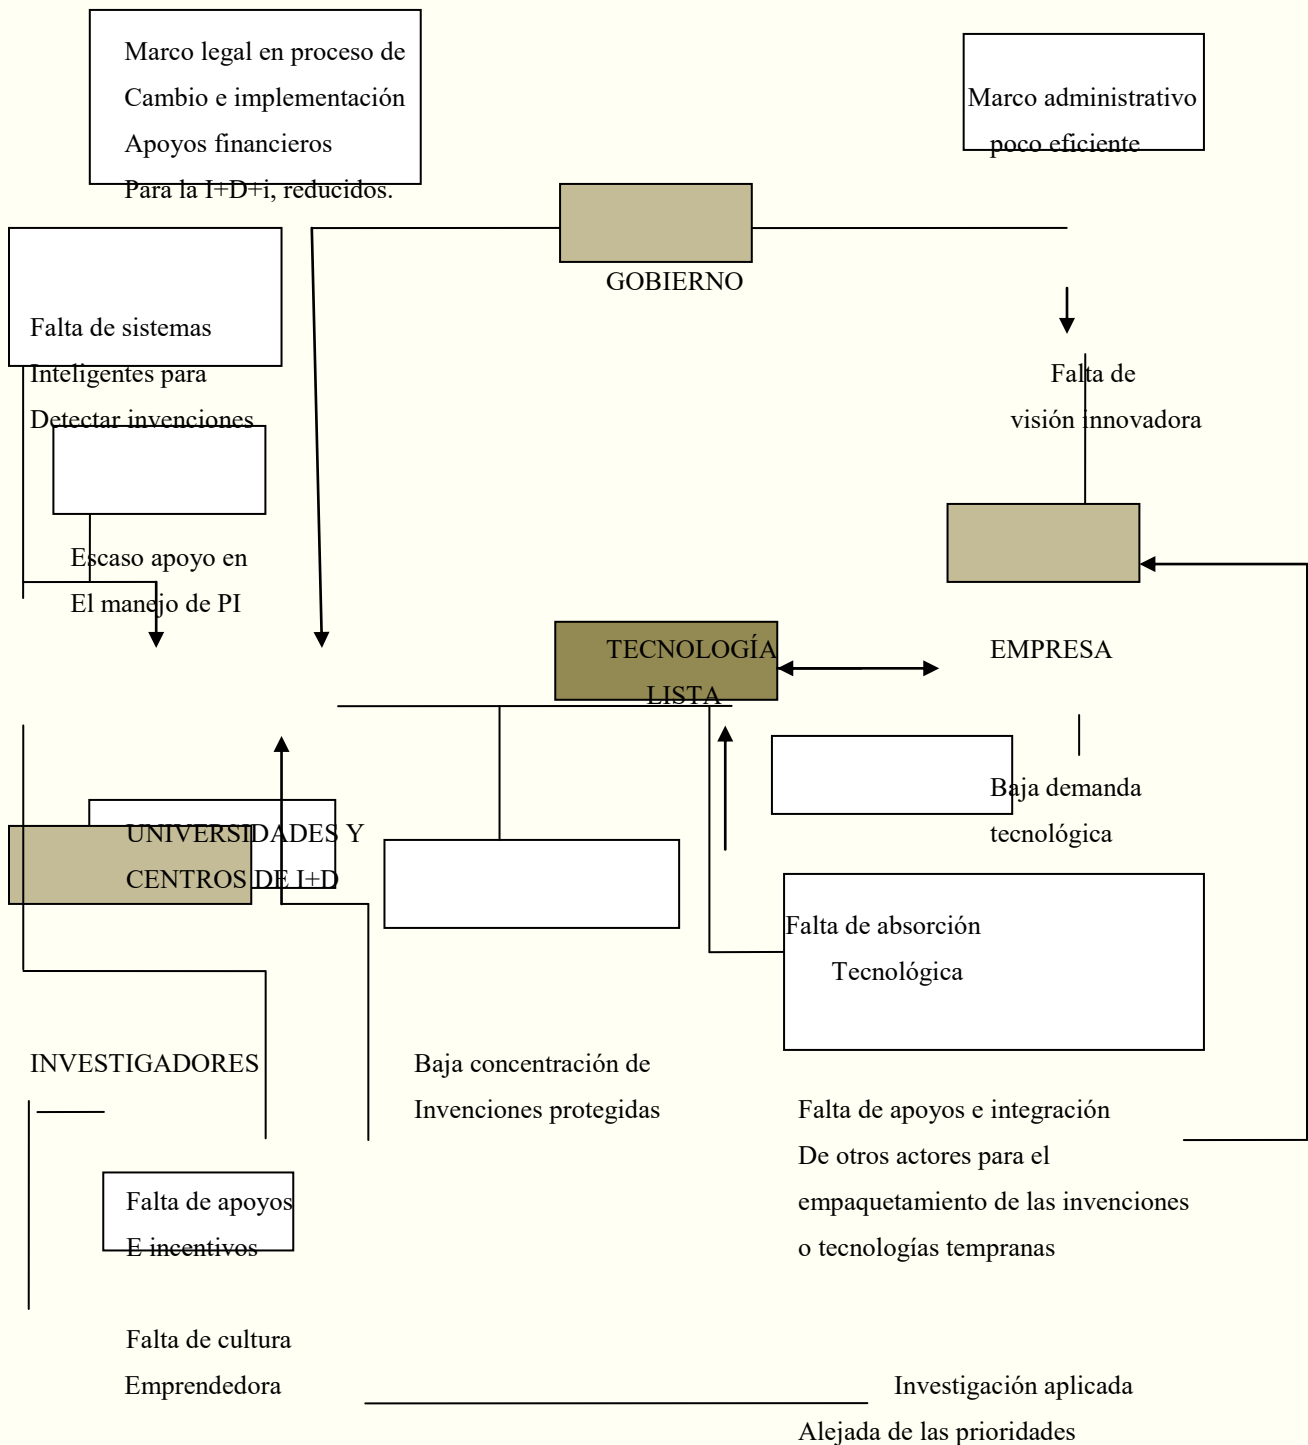 Marco legal en proceso de
Cambio e implementación
Apoyos financieros
Para la I+D+i, reducidos.
Marco administrativo
poco eficiente
GOBIERNO
Falta de sistemas
Inteligentes para
Detectar invenciones
Falta de
visión innovadora
Escaso apoyo en
El manejo de PI
TECNOLOGÍA
LISTA
EMPRESA
Baja demanda
tecnológica
UNIVERSIDADES Y
CENTROS DE I+D
Falta de absorción
Tecnológica
INVESTIGADORES
Baja concentración de
Invenciones protegidas
Falta de apoyos e integración
De otros actores para el
empaquetamiento de las invenciones
o tecnologías tempranas
Falta de apoyos
E incentivos
Falta de cultura
Emprendedora
Investigación aplicada
Alejada de las prioridades